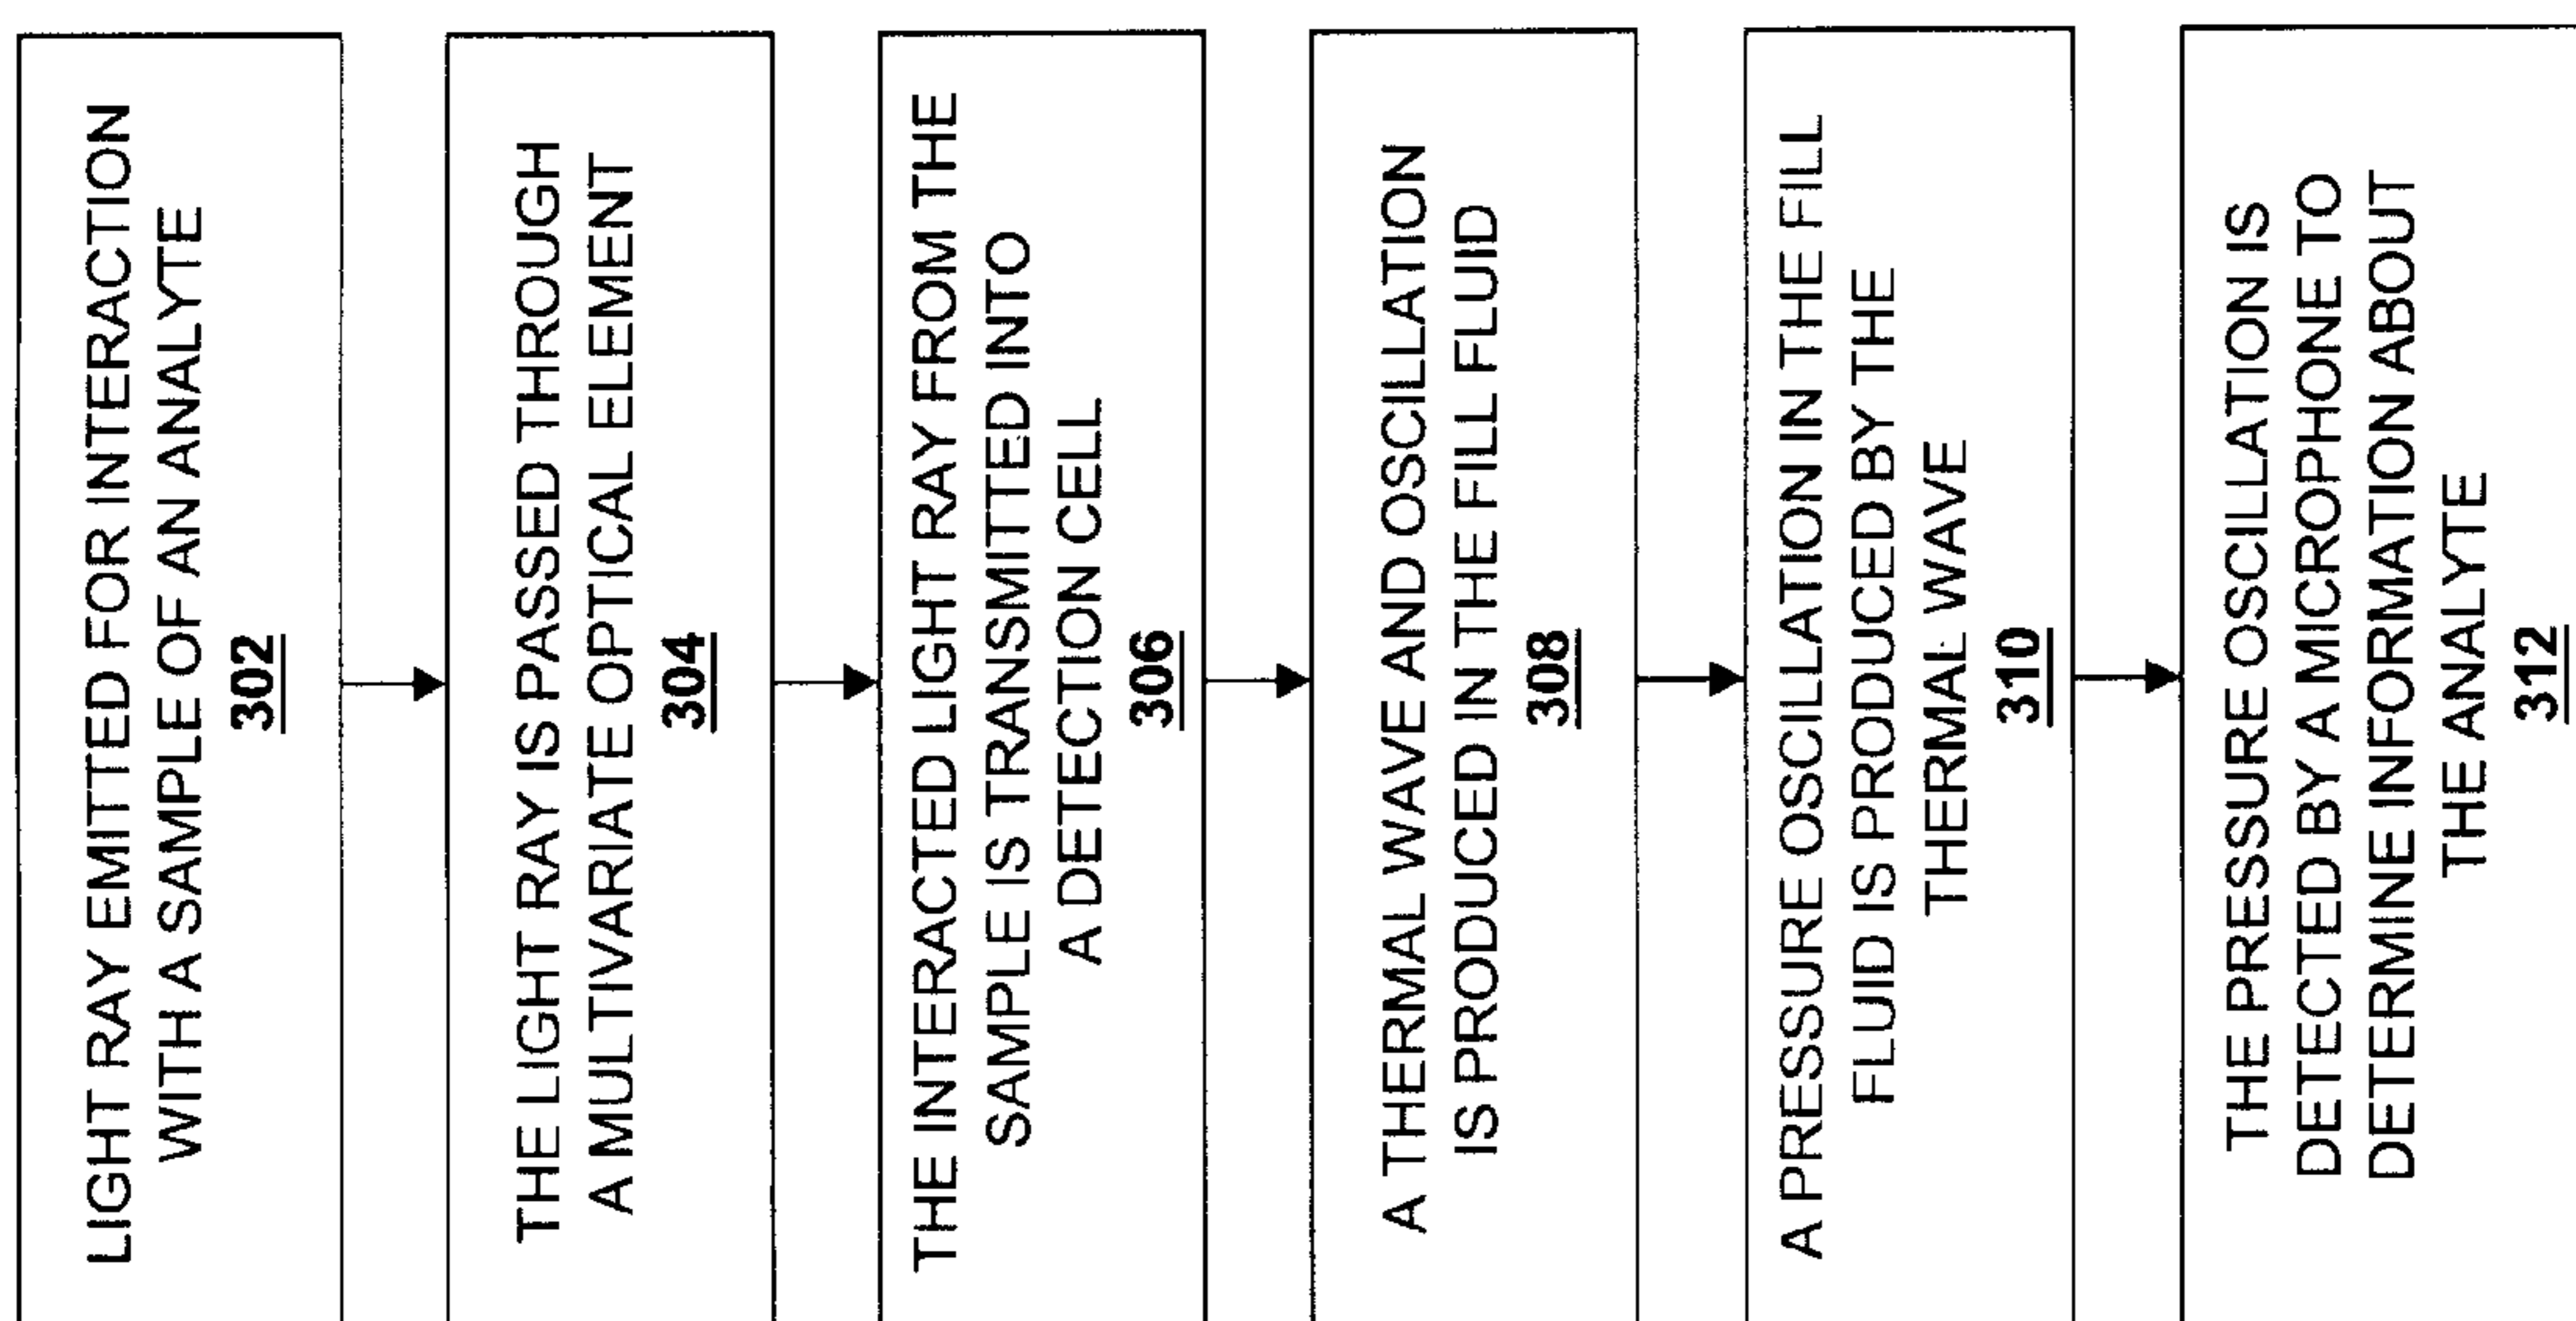 LIGHT RAY EMITTED FOR INTERACTION
WITH A SAMPLE OF AN ANALYTE
302
THE LIGHT RAY IS PASSED THROUGH
A MULTIVARIATE OPTICAL ELEMENT
304
THE INTERACTED LIGHT RAY FROM THE
SAMPLE IS TRANSMITTED INTO
A DETECTION CELL
306
A THERMAL WAVE AND OSCILLATION
IS PRODUCED IN THE FILL FLUID
308
A PRESSURE OSCILLATION IN THE FILL
FLUID IS PRODUCED BY THE
THERMAL WAVE
310
THE PRESSURE OSCILLATION IS
DETECTED BY A MICROPHONE TO
DETERMINE INFORMATION ABOUT
THE ANALYTE
312